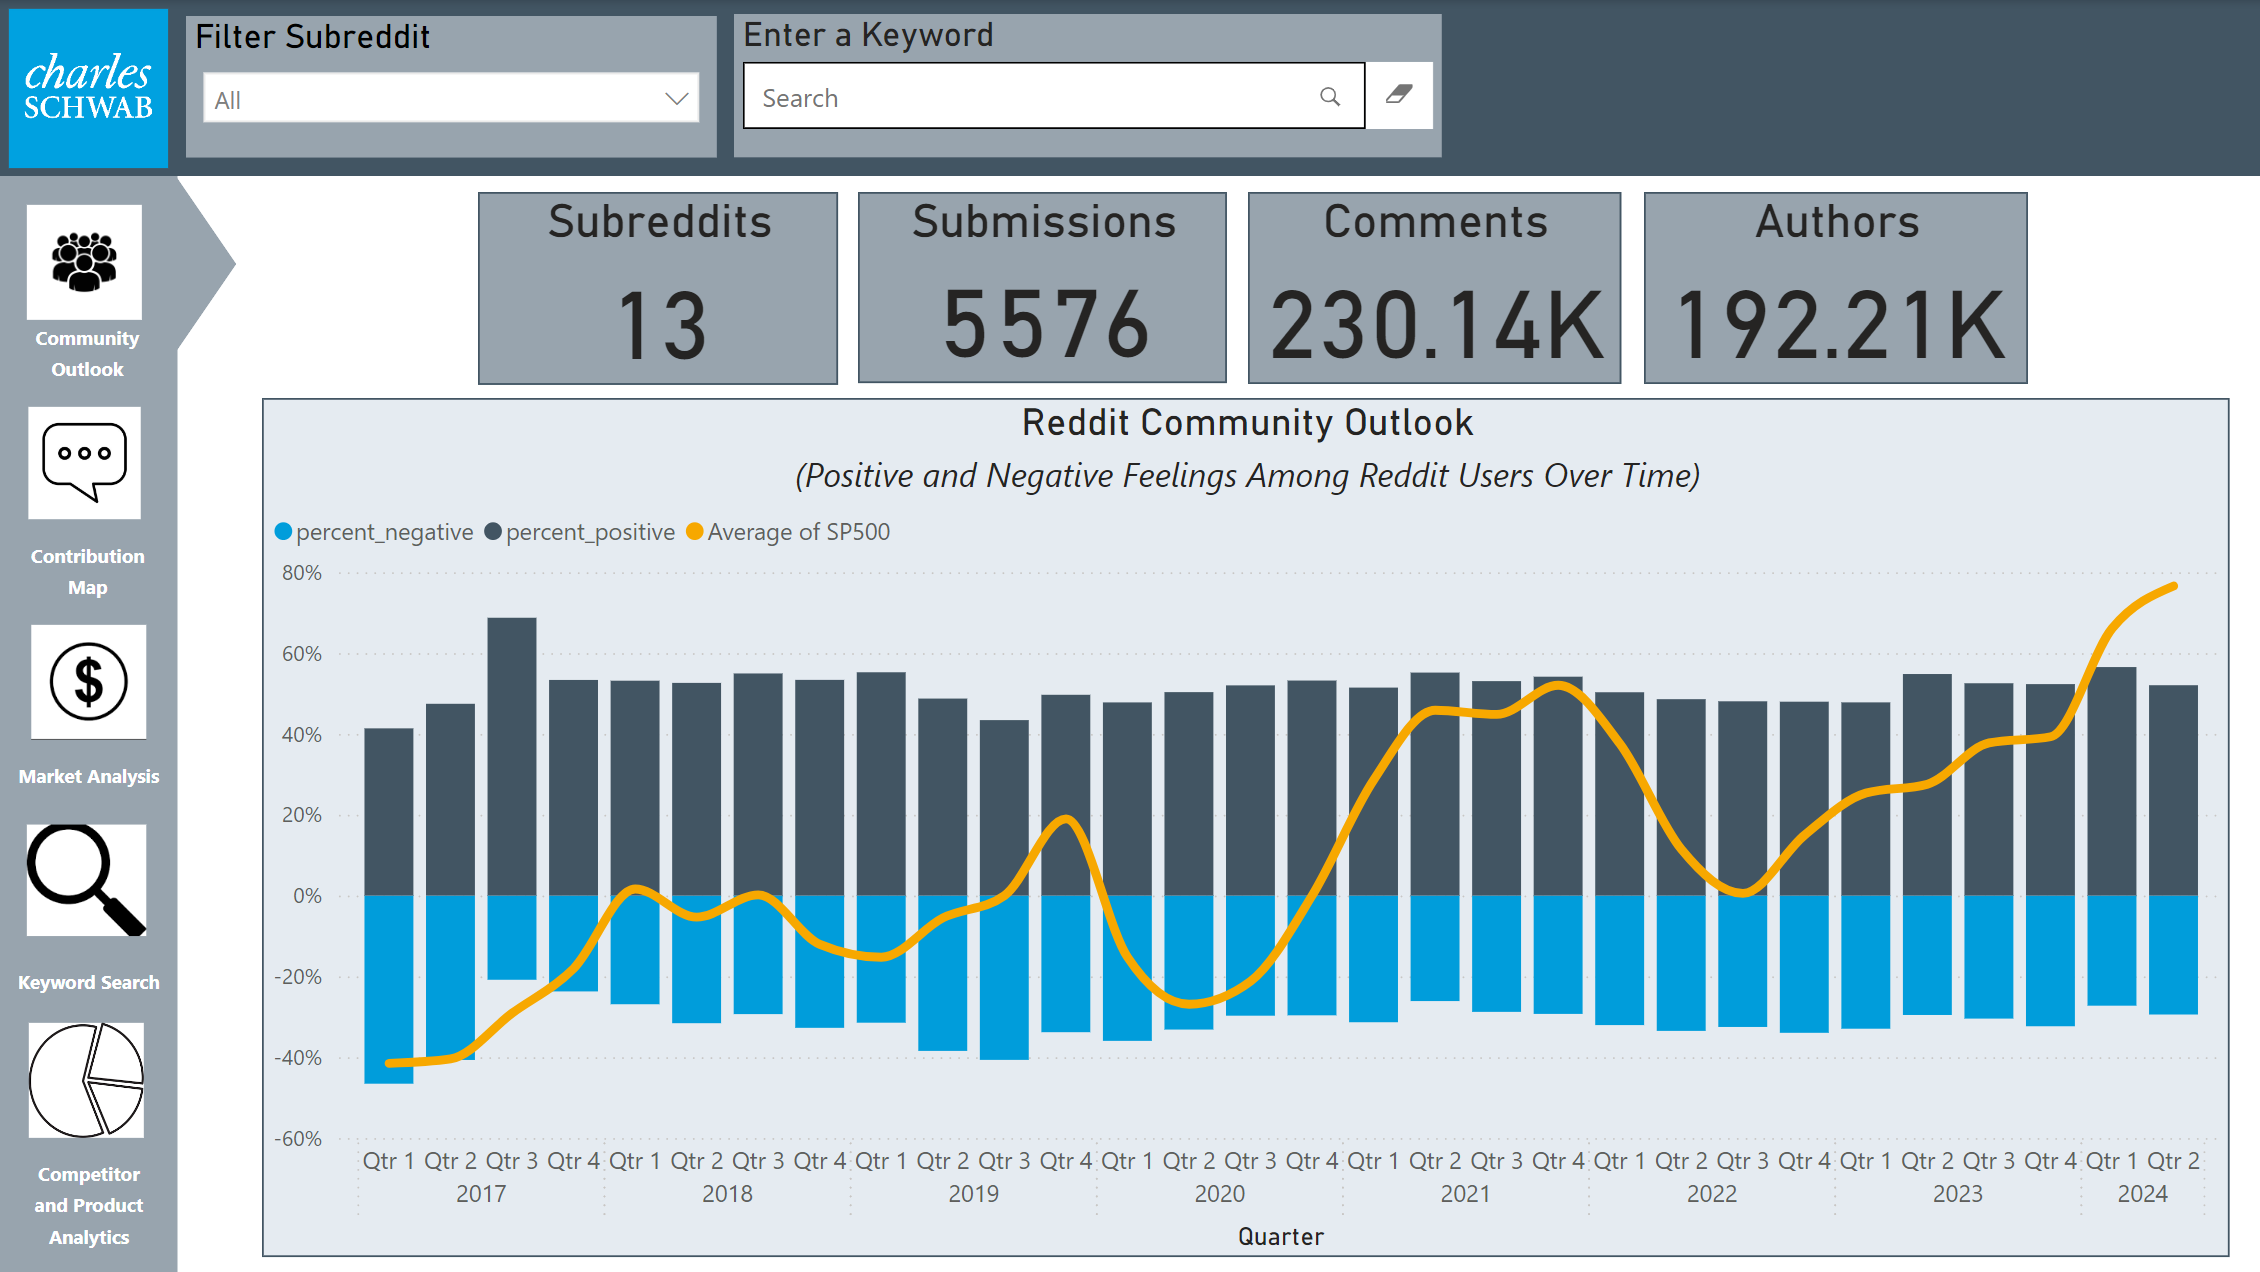 charles
SCHWAB
Filter Subreddit
All
Enter a Keyword
Search
Community
Outlook
Contribution
Map
Market Analysis
Keyword Search
Competitor
and Product
Analytics
Subreddits
13
Submissions
5576
Comments
230.14K
Authors
192.21K
Reddit Community Outlook
(Positive and Negative Feelings Among Reddit Users Over Time)
percent_negative percent_positive Average of SP500
80%
60%
40%
20%
0%
-20%
-40%
-60%
Qtr 1 Qtr 2 Qtr 3 Qtr 4 Qtr 1 Qtr 2 Qtr 3 Qtr 4 Qtr 1 Qtr 2 Qtr 3 Qtr 4 Qtr 1 Qtr 2 Qtr 3 Qtr 4 Qtr 1 Qtr 2 Qtr 3 Qtr 4 Qtr 1 Qtr 2 Qtr 3 Qtr 4 Qtr 1 Qtr 2 Qtr 3 Qtr 4 Qtr 1 Qtr 2
2017 2018 2019 2020 2021 2022 2023 2024
Quarter